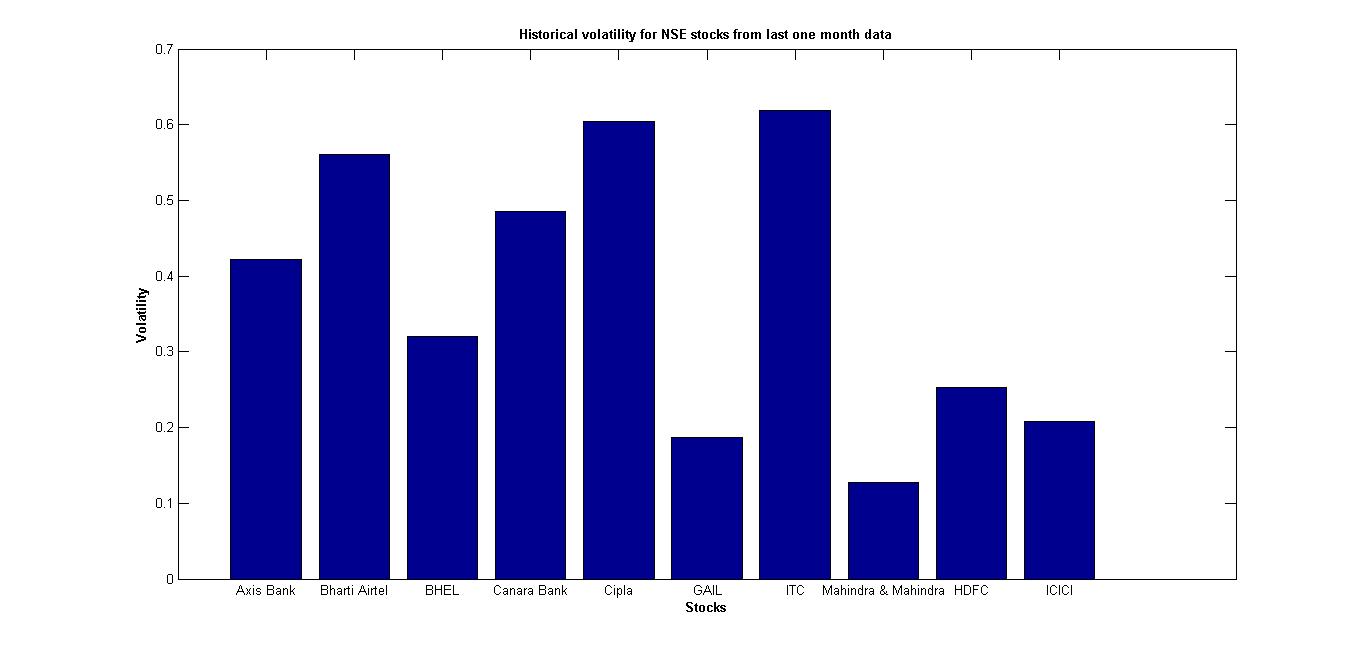 Historical volatility for NSE stocks from last one month data
0.7
0.6
0.5
0.4
0.3
0.2
0.1
0
Volatility
Axis Bank Bharti Airtel BHEL Canara Bank Cipla GAIL ITC Mahindra & Mahindra HDFC ICICI
Stocks